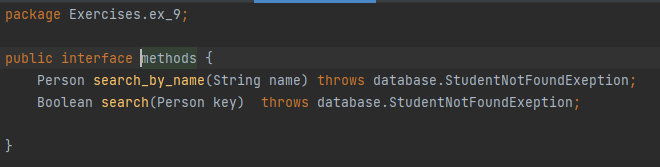 package Exercises.ex_9;
public interface methods {
Person search_by_name(String name) throws database.StudentNotFoundExeption;
Boolean search(Person key)  throws database.StudentNotFoundExeption;
}